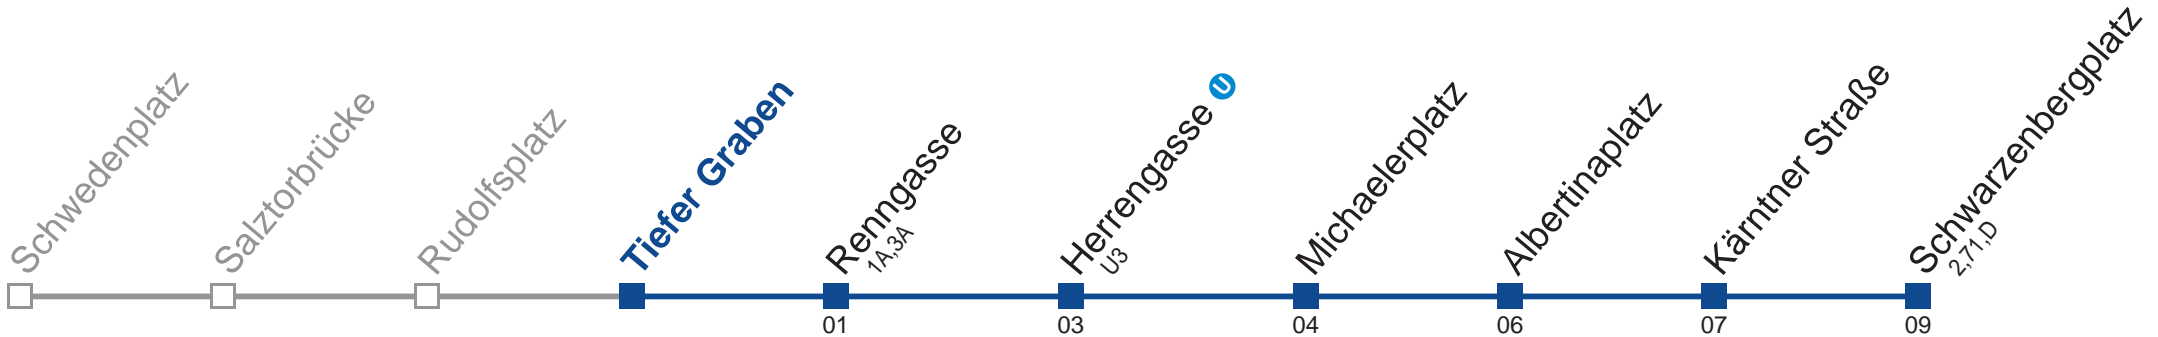 Schwedenplatz
Salztorbrücke
Rudolfsplatz
Tiefer Graben
Renngasse
1A,3A
Herrengasse U
U3
Michaelerplatz
Albertinaplatz
Kärntner Straße
Schwarzenbergplatz
2,71,D
01
03
04
06
07
09